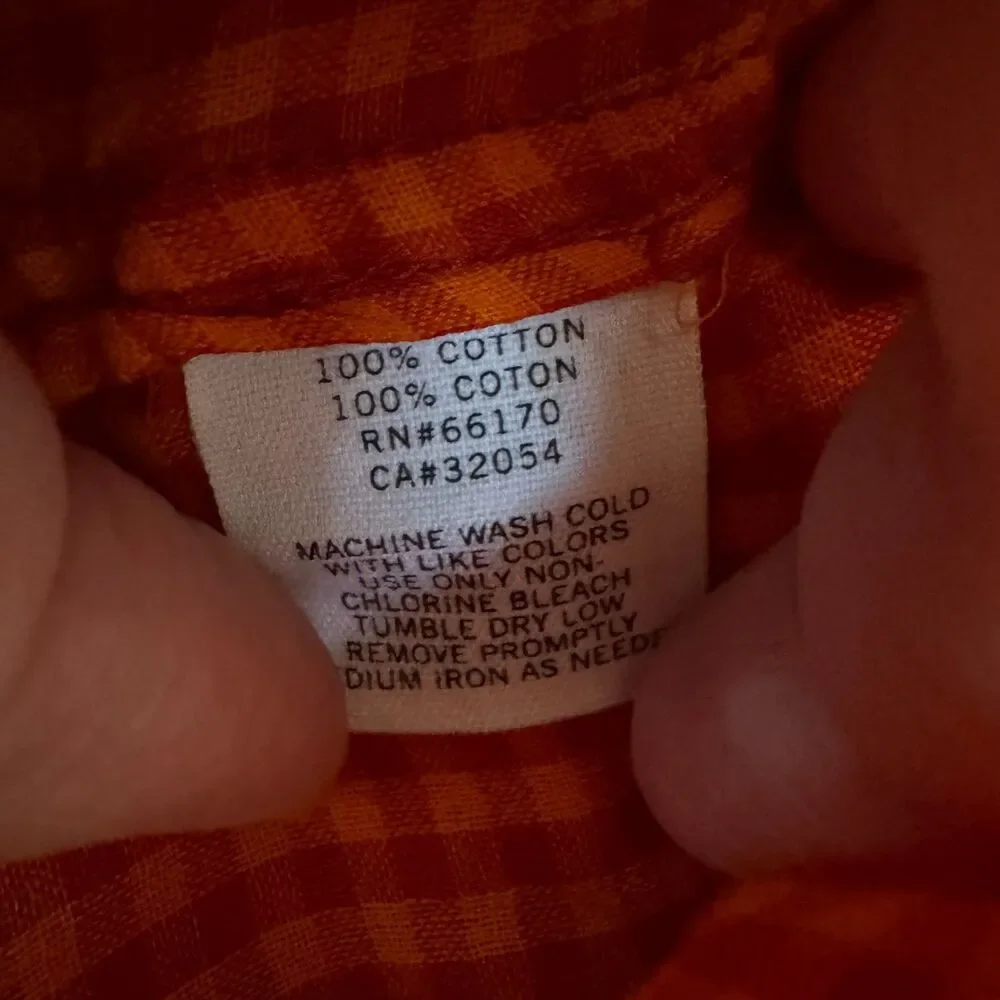 100% COTTON
100% COTON
RN#66170
CA#32054
MACHINE WASH COLD
WITH LIKE COLORS
USE ONLY NON-
CHLORINE BLEACH
TUMBLE DRY LOW
REMOVE PROMPTLY
DIUM IRON AS NEED